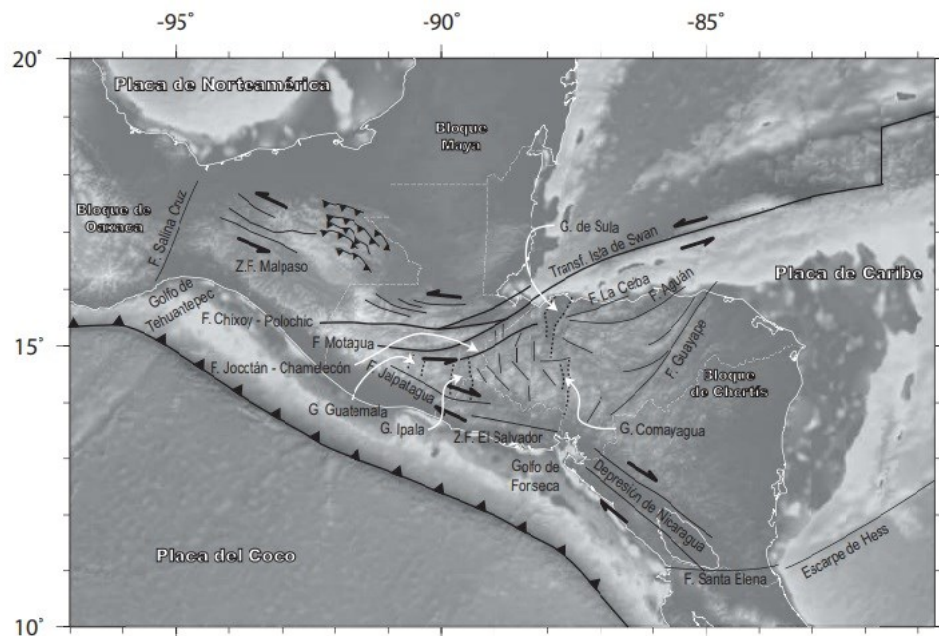 -95˚
-90˚
-85˚
20˚
15˚
10˚
Placa de Norteamérica
Bloque
Maya
Bloque de
Oaxaca
F. Salina Cruz
Z.F. Malpaso
G. de Sula
Transf. Isla de Swan
Placa de Caribe
F. La Ceiba
F. Aguán
Golfo de
Tehuantepec
F. Chixoy - Polochic
F Motagua
F. Guayape
F. Jocotán - Chamelecón
F. Jalpatagua
Bloque
de Chortís
G. Guatemala
G. Ipala
Z.F. El Salvador
G. Comayagua
Golfo de
Fonseca
Depresión de Nicaragua
Placa del Coco
Escarpe de Hess
F. Santa Elena